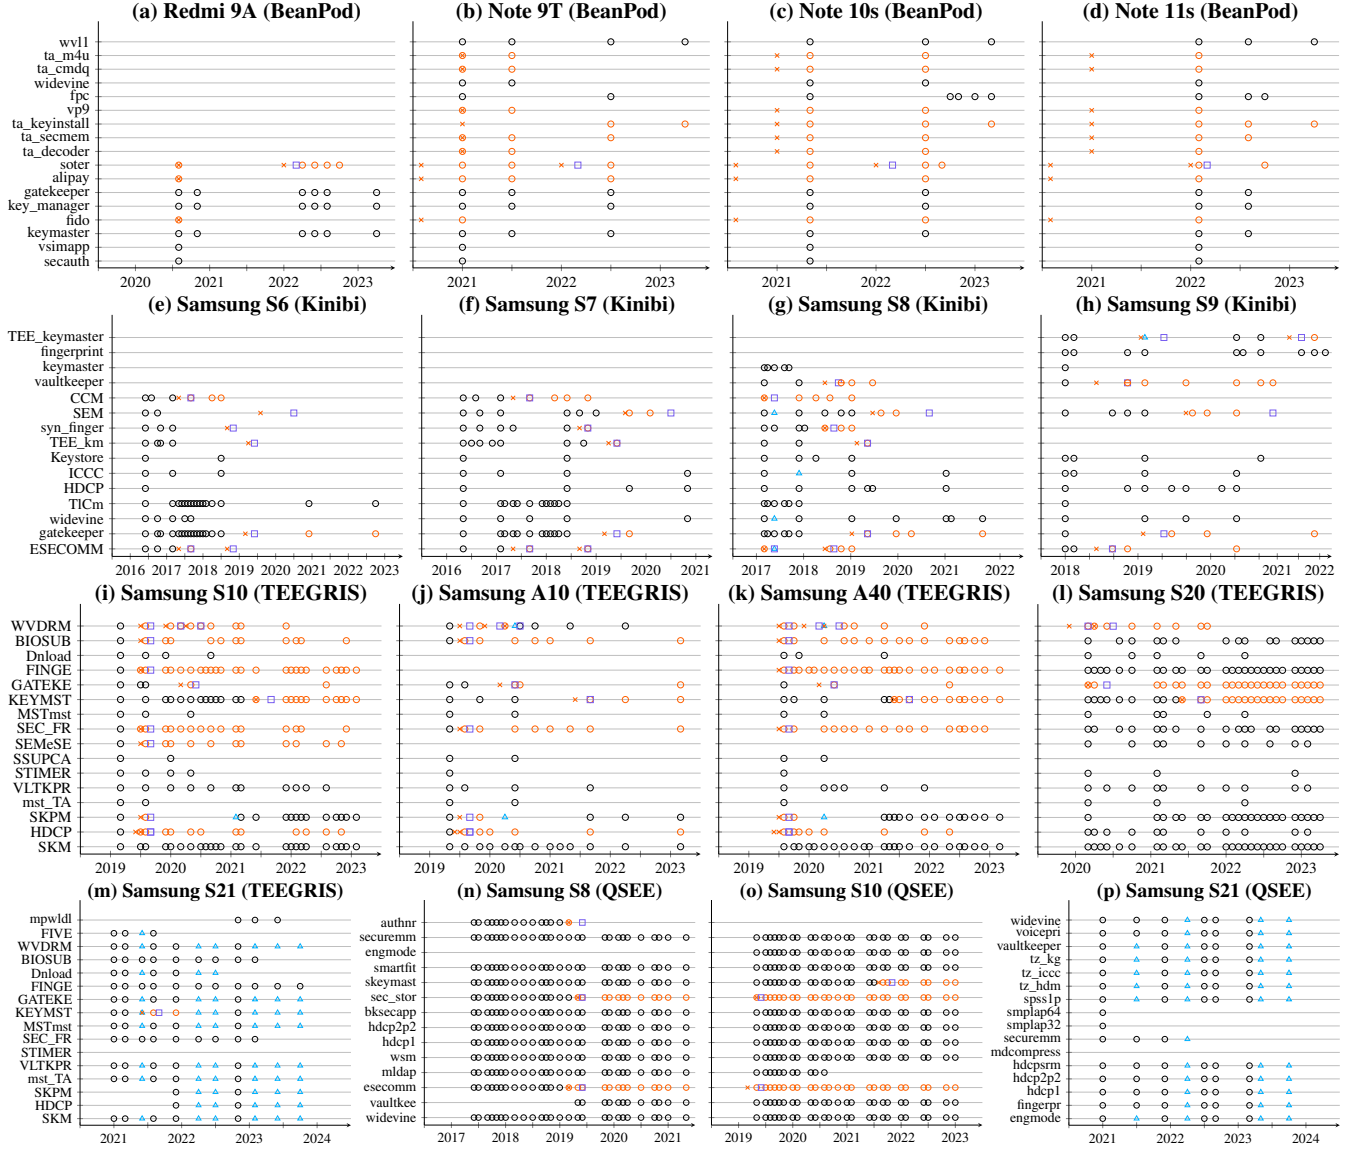 (a) Redmi 9A (BeanPod)
(b) Note 9T (BeanPod)
(c) Note 10s (BeanPod)
(d) Note 11s (BeanPod)
wvl1
ta_m4u
ta_cmdq
widevine
fpc
vp9
ta_keyinstall
ta_secmem
ta_decoder
soter
alipay
gatekeeper
key_manager
fido
keymaster
vsimapp
secauth
2020 2021 2022 2023
2021 2022 2023
2021 2022 2023
2021 2022 2023
(e) Samsung S6 (Kinibi)
(f) Samsung S7 (Kinibi)
(g) Samsung S8 (Kinibi)
(h) Samsung S9 (Kinibi)
TEE_keymaster
fingerprint
keymaster
vaultkeeper
CCM
SEM
syn_finger
TEE_km
Keystore
ICCC
HDCP
TlCm
widevine
gatekeeper
ESECOMM
2016 2017 2018 2019 2020 2021 2022 2023
2016 2017 2018 2019 2020 2021
2017 2018 2019 2020 2021 2022
2018 2019 2020 2021 2022
(i) Samsung S10 (TEEGRIS)
(j) Samsung A10 (TEEGRIS)
(k) Samsung A40 (TEEGRIS)
(l) Samsung S20 (TEEGRIS)
WVDRM
BIOSUB
Dnload
FINGE
GATEKE
KEYMST
MSTmst
SEC_FR
SEMeSE
SSUPCA
STIMER
VLTKPR
mst_TA
SKPM
HDCP
SKM
2019 2020 2021 2022 2023
2019 2020 2021 2022 2023
2019 2020 2021 2022 2023
2020 2021 2022 2023
(m) Samsung S21 (TEEGRIS)
(n) Samsung S8 (QSEE)
(o) Samsung S10 (QSEE)
(p) Samsung S21 (QSEE)
mpwldl
FIVE
WVDRM
BIOSUB
Dnload
FINGE
GATEKE
KEYMST
MSTmst
SEC_FR
STIMER
VLTKPR
mst_TA
SKPM
HDCP
SKM
2021 2022 2023 2024
authnr
securemm
engmode
smartfit
skeymast
sec_stor
bksecapp
hdcp2p2
hdcp1
wsm
mldap
esecomm
vaultkee
widevine
2017 2018 2019 2020 2021
2019 2020 2021 2022 2023
widevine
voicepri
vaultkeeper
tz_kg
tz_iccc
tz_hdm
spss1p
smplap64
smplap32
securemm
mdcompress
hdcpsrm
hdcp2p2
hdcp1
fingerpr
engmode
2021 2022 2023 2024